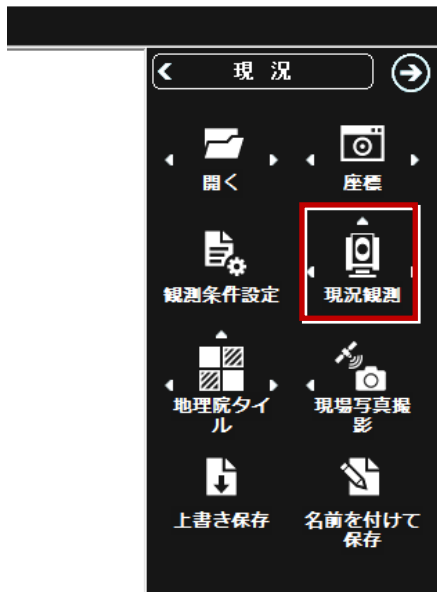 現況
開く
座標
観測条件設定
現況観測
地理院タイ
ル
現場写真撮
影
上書き保存
名前を付けて
保存